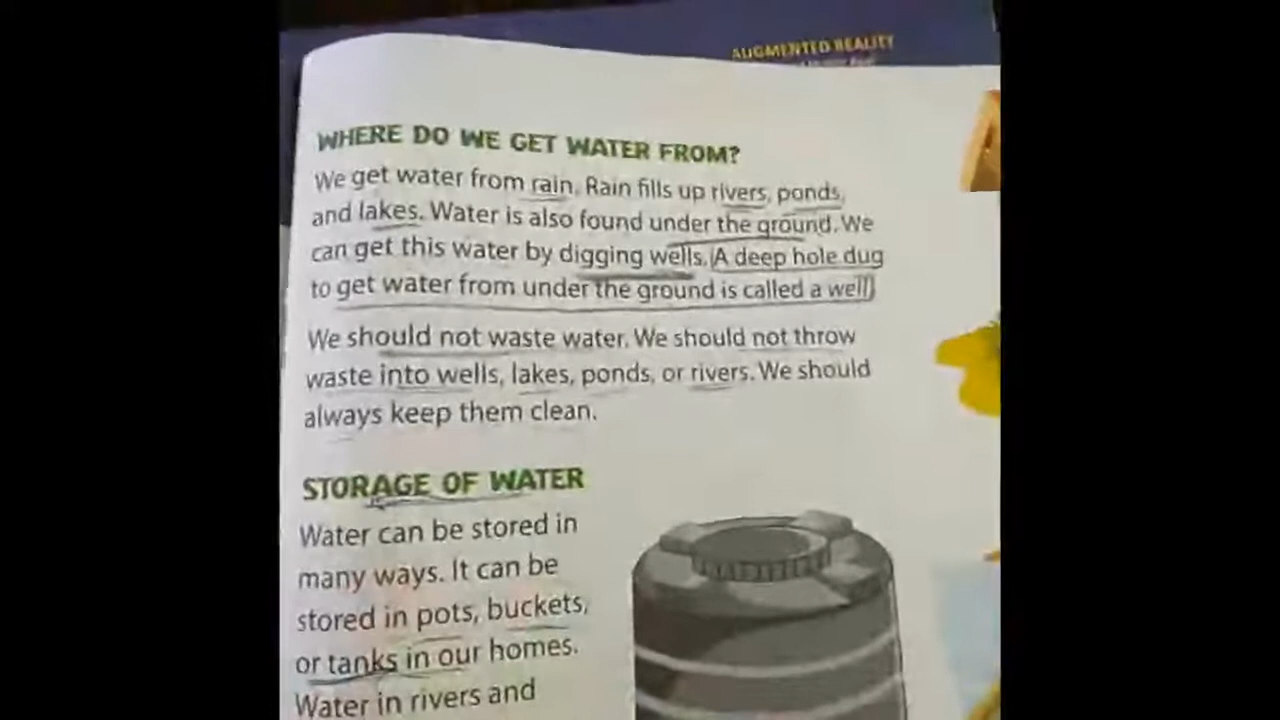 AUGMENTED REALITY
WHERE DO WE GET WATER FROM?
We get water from rain. Rain fills up rivers, ponds,
and lakes. Water is also found under the ground. We
can get this water by digging wells. A deep hole dug
to get water from under the ground is called a well
We should not waste water. We should not throw
waste into wells, lakes, ponds, or rivers. We should
always keep them clean.
STORAGE OF WATER
Water can be stored in
many ways. It can be
stored in pots, buckets,
or tanks in our homes.
Water in rivers and